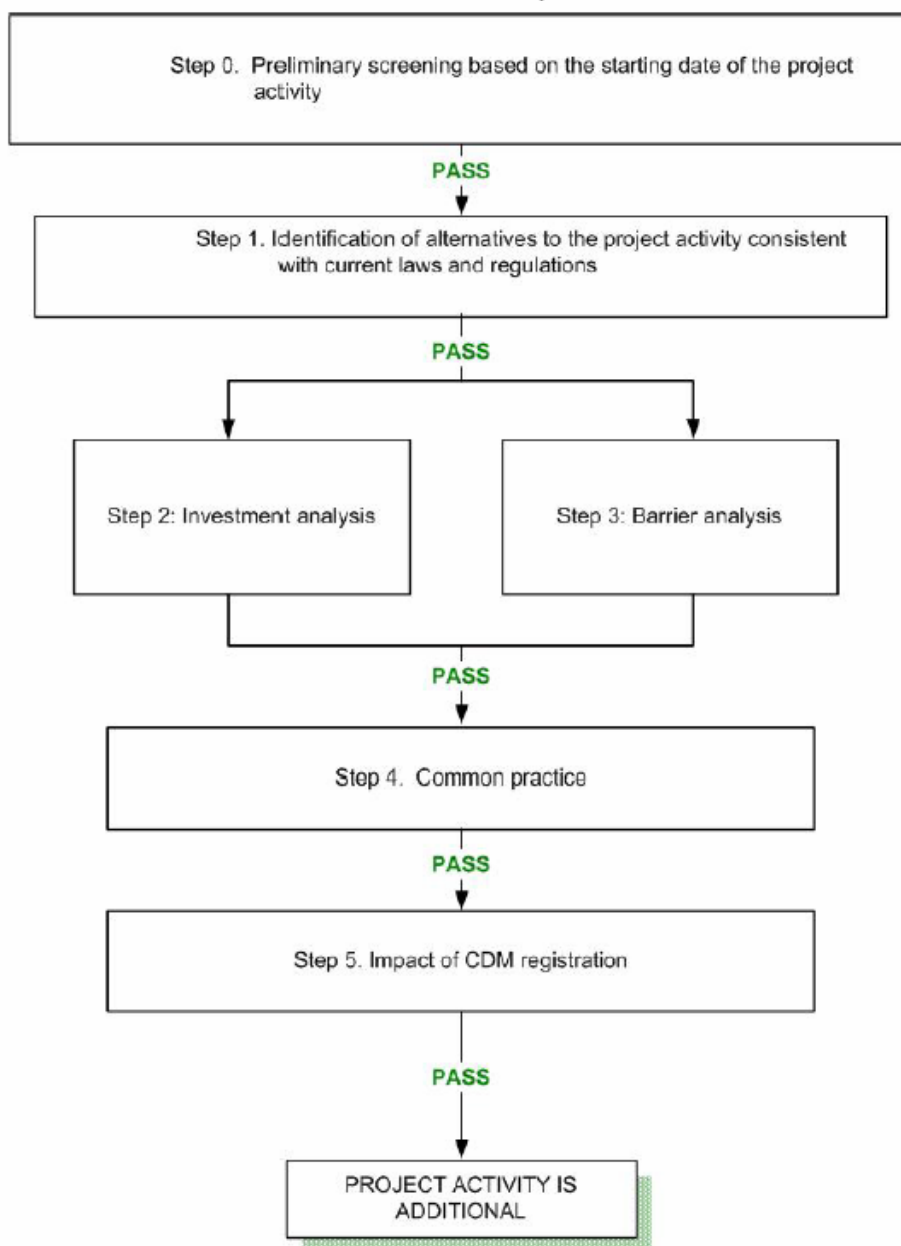 Step 0. Preliminary screening based on the starting date of the project
activity
PASS
Step 1. Identification of alternatives to the project activity consistent
with current laws and regulations
PASS
Step 2: Investment analysis
Step 3: Barrier analysis
PASS
Step 4. Common practice
PASS
Step 5. Impact of CDM registration
PASS
PROJECT ACTIVITY IS
ADDITIONAL